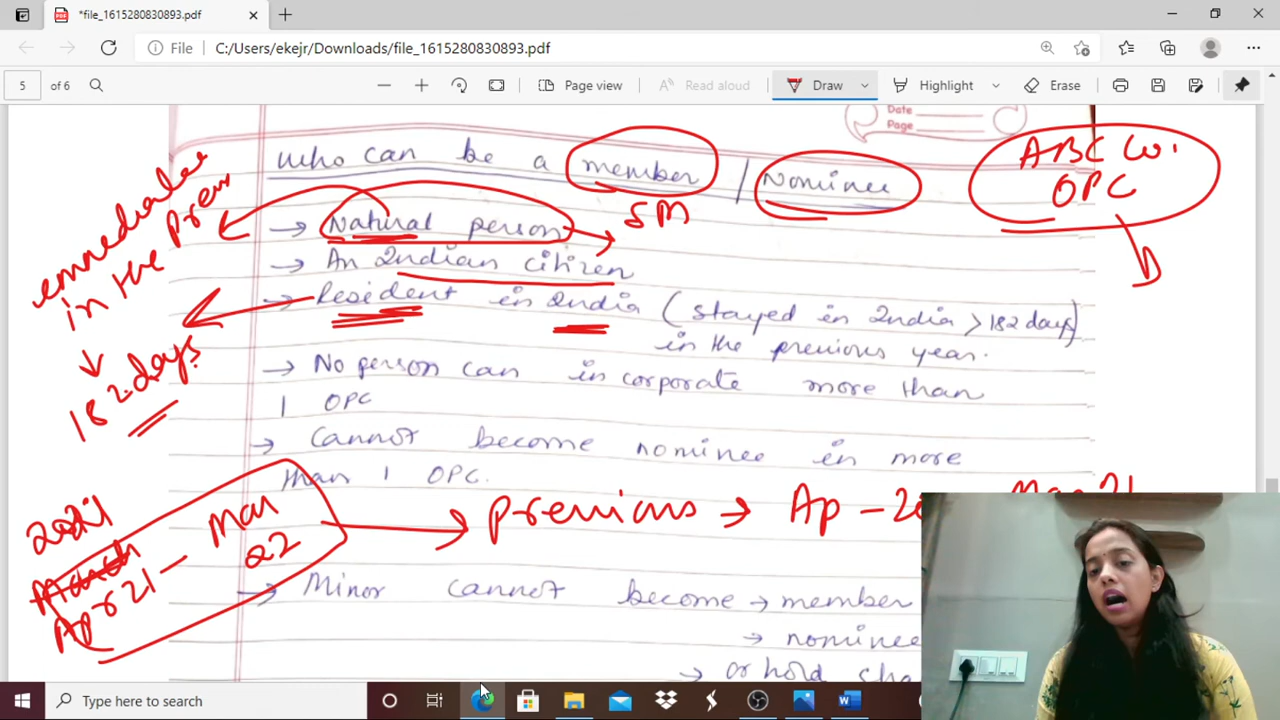 *file_1615280830893.pdf
File C:/Users/ekejr/Downloads/file_1615280830893.pdf
5 of 6 Page view Read aloud Draw Highlight Erase
Date
Page
Who can be a member / Nominee
ABC Co.
OPC
D
SM
→ Natural person
→ An Indian citizen
→ Resident in India (stayed in India > 182 days)
in the previous year.
→ No person can incorporate more than
1 OPC
→ Cannot become nominee in more
than 1 OPC.
in the
182 days
2021
Apr 21 - Mar
22
previous → Ap - 20
→ Minor cannot become → member
→ nominee
→ or hold sha
Type here to search